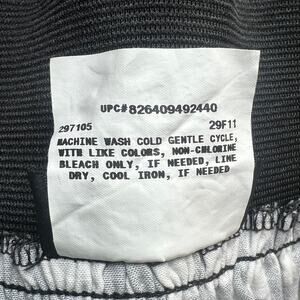 UPC#826409492440
297105 29F11
MACHINE WASH COLD GENTLE CYCLE,
WITH LIKE COLORS, NON-CHLORINE
BLEACH ONLY, IF NEEDED, LINE
DRY, COOL IRON, IF NEEDED